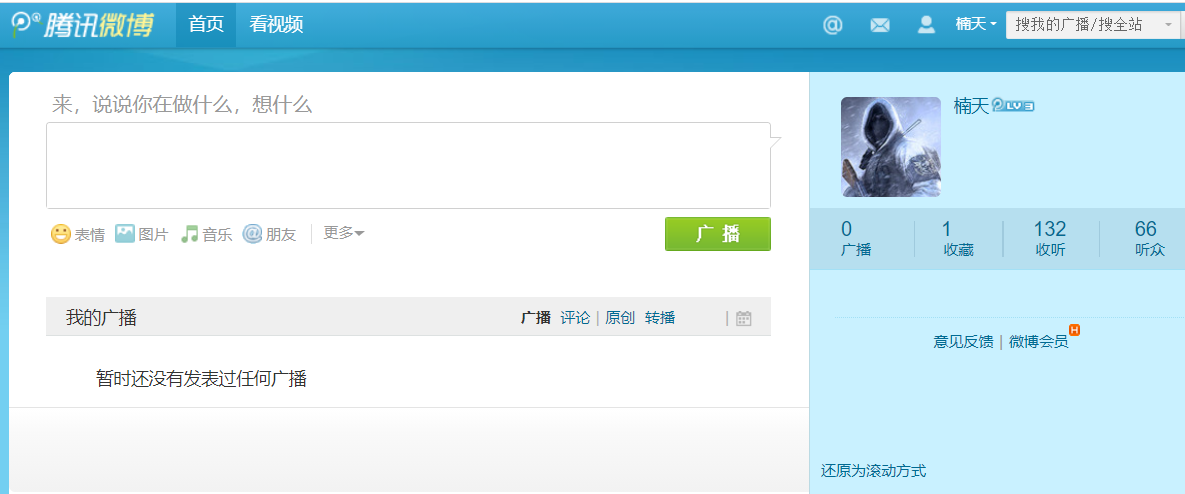 腾讯微博 首页 看视频 楠天 搜我的广播/搜全站
来，说说你在做什么，想什么
楠天 LV 3
表情 图片 音乐 @ 朋友 更多 广播
0 1 132 66
广播 收藏 收听 听众
我的广播 广播 评论 | 原创 转播 |
意见反馈 | 微博会员 H
暂时还没有发表过任何广播
还原为滚动方式